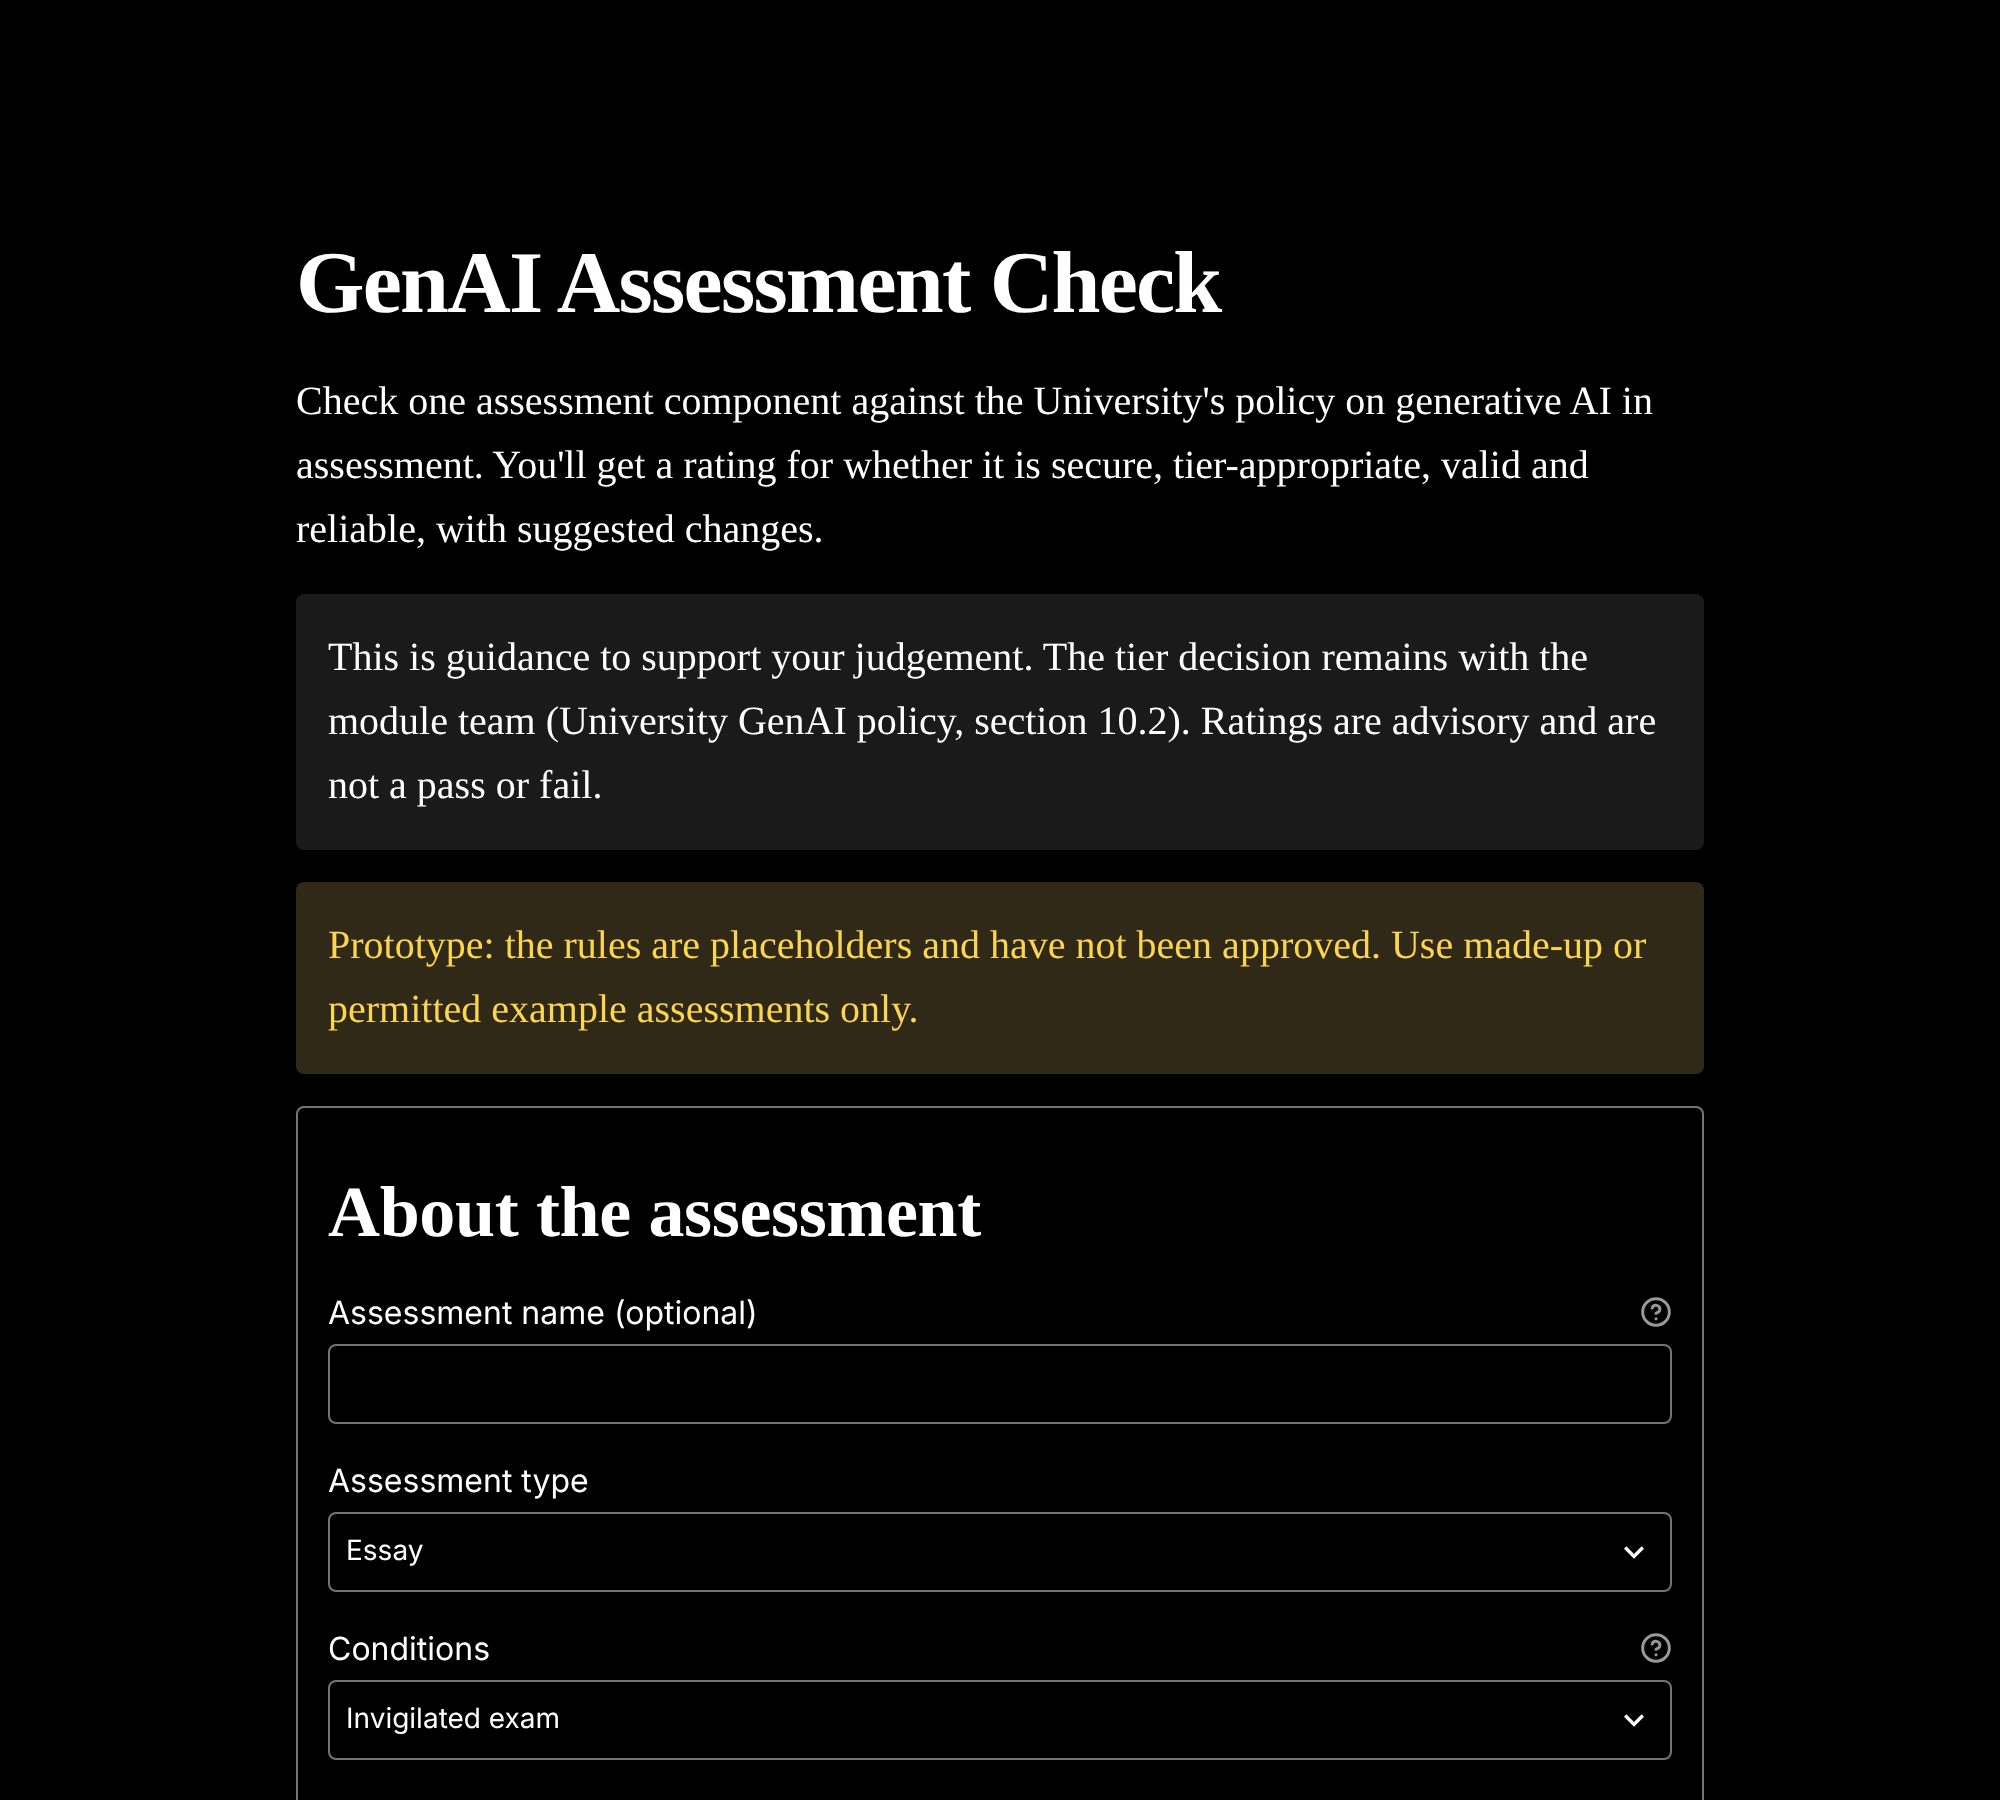 GenAI Assessment Check
Check one assessment component against the University's policy on generative AI in
assessment. You'll get a rating for whether it is secure, tier-appropriate, valid and
reliable, with suggested changes.
This is guidance to support your judgement. The tier decision remains with the
module team (University GenAI policy, section 10.2). Ratings are advisory and are
not a pass or fail.
Prototype: the rules are placeholders and have not been approved. Use made-up or
permitted example assessments only.
About the assessment
Assessment name (optional)
Assessment type
Essay
Conditions
Invigilated exam